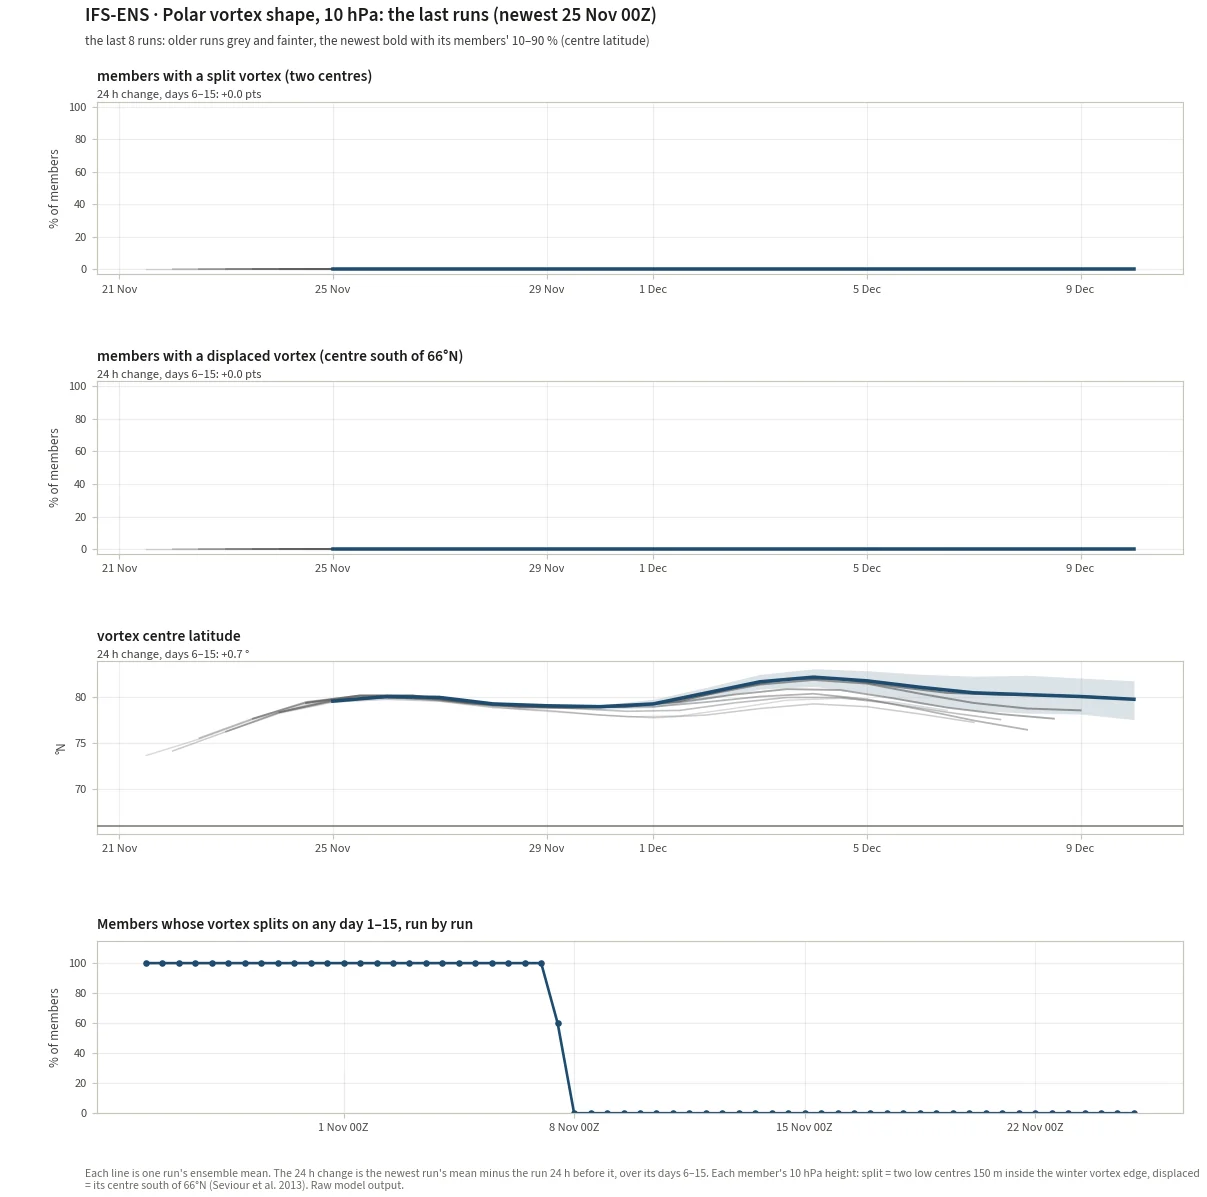 IFS-ENS · Polar vortex shape, 10 hPa: the last runs (newest 25 Nov 00Z)
the last 8 runs: older runs grey and fainter, the newest bold with its members' 10–90 % (centre latitude)
members with a split vortex (two centres)
24 h change, days 6–15: +0.0 pts
100
80
60
40
20
0
% of members
21 Nov
25 Nov
29 Nov
1 Dec
5 Dec
9 Dec
members with a displaced vortex (centre south of 66°N)
24 h change, days 6–15: +0.0 pts
100
80
60
40
20
0
% of members
21 Nov
25 Nov
29 Nov
1 Dec
5 Dec
9 Dec
vortex centre latitude
24 h change, days 6–15: +0.7 °
80
75
70
°N
21 Nov
25 Nov
29 Nov
1 Dec
5 Dec
9 Dec
Members whose vortex splits on any day 1–15, run by run
100
80
60
40
20
0
% of members
1 Nov 00Z
8 Nov 00Z
15 Nov 00Z
22 Nov 00Z
Each line is one run's ensemble mean. The 24 h change is the newest run's mean minus the run 24 h before it, over its days 6–15. Each member's 10 hPa height: split = two low centres 150 m inside the winter vortex edge, displaced
= its centre south of 66°N (Seviour et al. 2013). Raw model output.